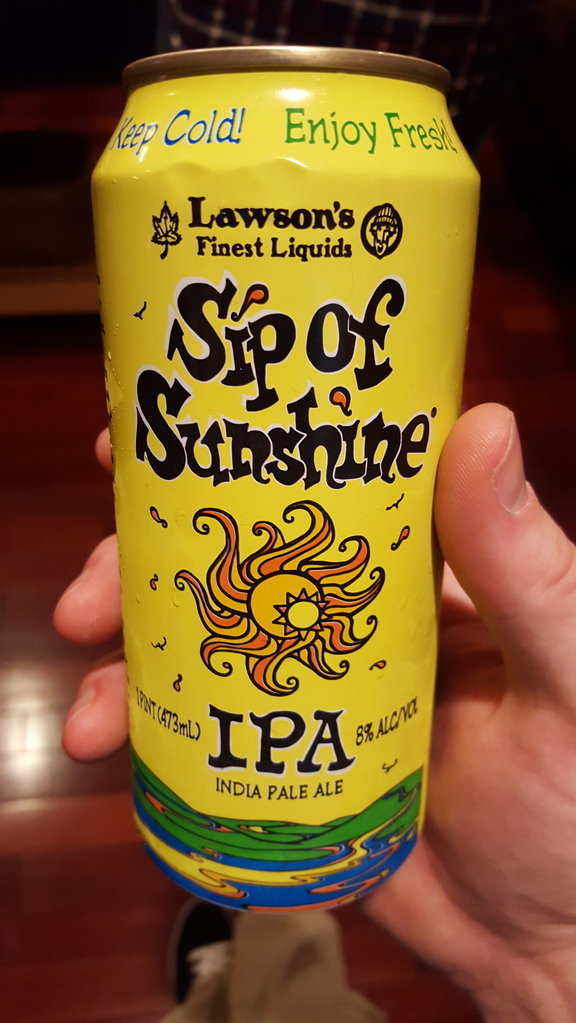 Keep Cold! Enjoy Fresh!
Lawson's
Finest Liquids
Sip of
Sunshine
1 PINT (473mL)
IPA
8% ALC/VOL
INDIA PALE ALE